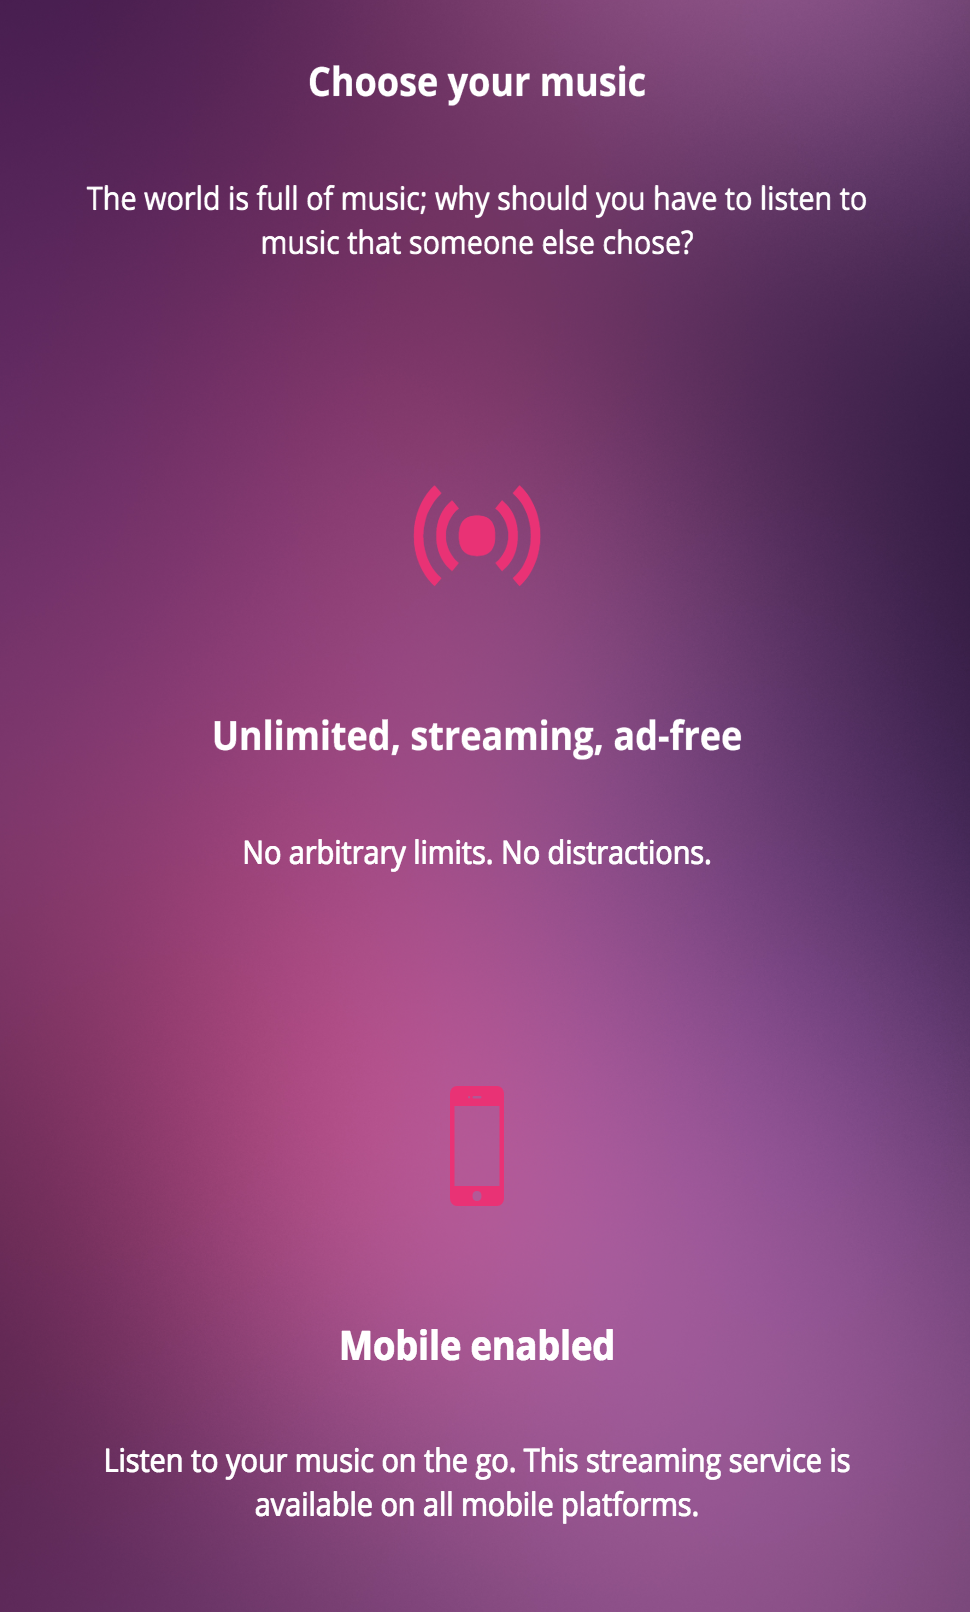 Choose your music
The world is full of music; why should you have to listen to
music that someone else chose?
Unlimited, streaming, ad-free
No arbitrary limits. No distractions.
Mobile enabled
Listen to your music on the go. This streaming service is
available on all mobile platforms.